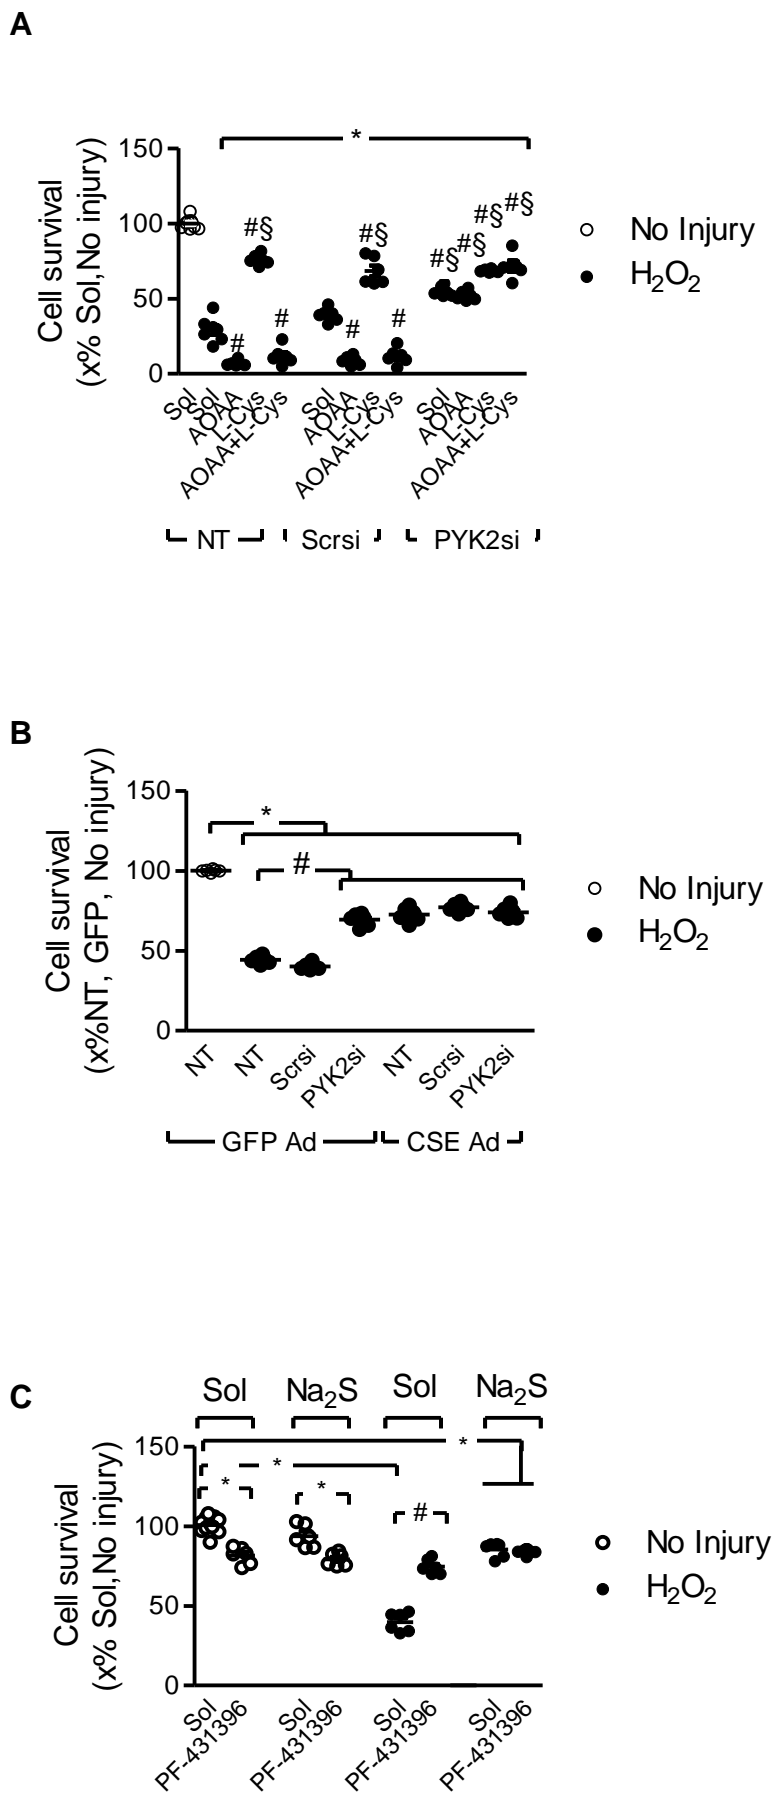 A
*
150
100
50
0
Cell survival
(x% Sol,No injury)
#
#§
#
#§
#
#
#§
#§
#§
#§
No Injury
H₂O₂
Sol
Sol
AOAA
L-Cys
AOAA+L-Cys
Sol
AOAA
L-Cys
AOAA+L-Cys
Sol
AOAA
L-Cys
AOAA+L-Cys
NT
Scrsi
PYK2si
B
150
100
50
0
Cell survival
(x%NT, GFP, No injury)
*
#
No Injury
H₂O₂
NT
NT
Scrsi
PYK2si
NT
Scrsi
PYK2si
GFP Ad
CSE Ad
C
Sol
Na₂S
Sol
Na₂S
150
100
50
0
Cell survival
(x% Sol,No injury)
*
*
*
*
#
No Injury
H₂O₂
Sol
PF-431396
Sol
PF-431396
Sol
PF-431396
Sol
PF-431396